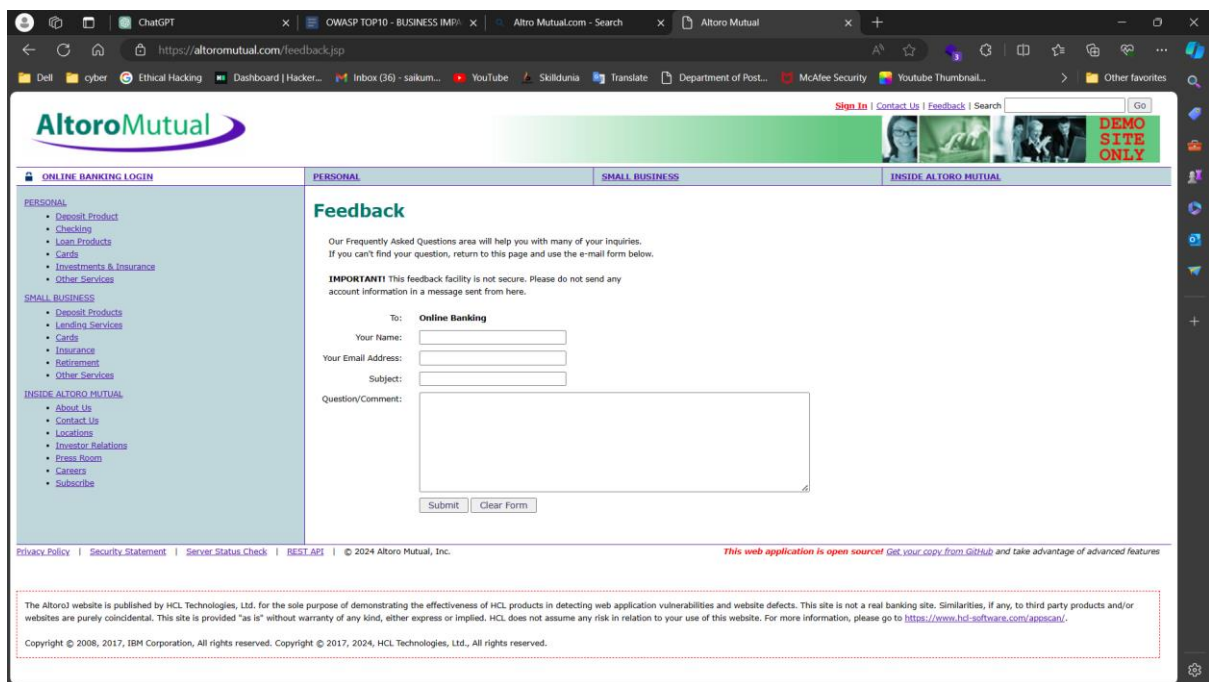 ChatGPT
OWASP TOP10 - BUSINESS IMPA
Altro Mutual.com - Search
Altoro Mutual
https://altoromutual.com/feedback.jsp
3
Dell
cyber
Ethical Hacking
Dashboard | Hacker...
Inbox (36) - saikum...
YouTube
Skilldunia
Translate
Department of Post...
McAfee Security
Youtube Thumbnail...
Other favorites
Sign In | Contact Us | Feedback | Search
Go
AltoroMutual
DEMO
SITE
ONLY
ONLINE BANKING LOGIN
PERSONAL
SMALL BUSINESS
INSIDE ALTORO MUTUAL
PERSONAL
Deposit Product
Checking
Loan Products
Cards
Investments & Insurance
Other Services
SMALL BUSINESS
Deposit Products
Lending Services
Cards
Insurance
Retirement
Other Services
INSIDE ALTORO MUTUAL
About Us
Contact Us
Locations
Investor Relations
Press Room
Careers
Subscribe
Feedback
Our Frequently Asked Questions area will help you with many of your inquiries.
If you can't find your question, return to this page and use the e-mail form below.
IMPORTANT! This feedback facility is not secure. Please do not send any
account information in a message sent from here.
To: Online Banking
Your Name:
Your Email Address:
Subject:
Question/Comment:
Submit
Clear Form
Privacy Policy | Security Statement | Server Status Check | REST API | © 2024 Altoro Mutual, Inc.
This web application is open source! Get your copy from GitHub and take advantage of advanced features
The AltoroJ website is published by HCL Technologies, Ltd. for the sole purpose of demonstrating the effectiveness of HCL products in detecting web application vulnerabilities and website defects. This site is not a real banking site. Similarities, if any, to third party products and/or
websites are purely coincidental. This site is provided "as is" without warranty of any kind, either express or implied. HCL does not assume any risk in relation to your use of this website. For more information, please go to https://www.hcl-software.com/appscan/.
Copyright © 2008, 2017, IBM Corporation, All rights reserved. Copyright © 2017, 2024, HCL Technologies, Ltd., All rights reserved.